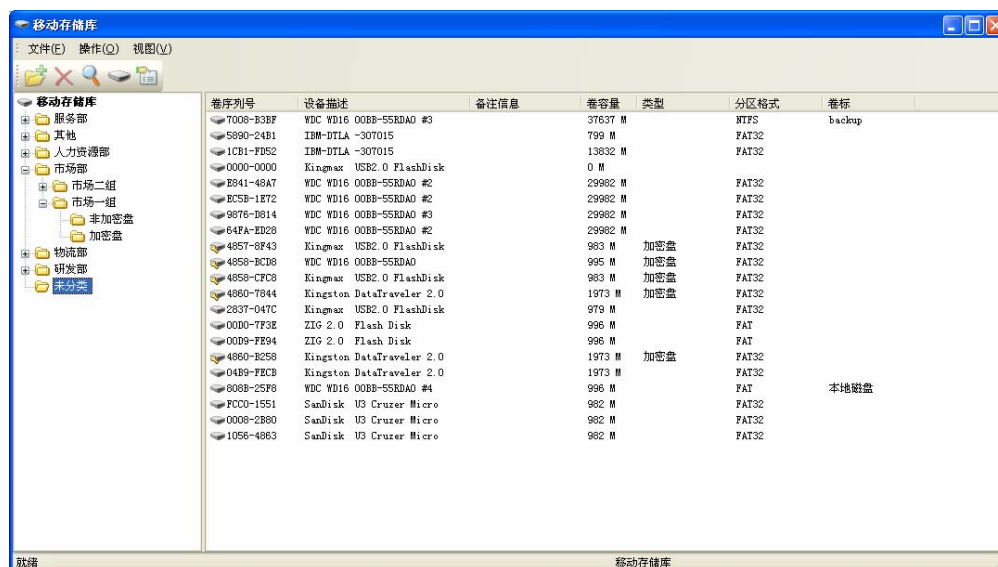 移动存储库
文件(F) 操作(O) 视图(V)
移动存储库
服务部
其他
人力资源部
市场部
市场二组
市场一组
非加密盘
加密盘
物流部
研发部
未分类
卷序列号 设备描述 备注信息 卷容量 类型 分区格式 卷标
7008-B3BF WDC WD16 00BB-55RDA0 #3 37637 M NTFS backup
5890-24B1 IBM-DTLA -307015 799 M FAT32
1CB1-FD52 IBM-DTLA -307015 13832 M FAT32
0000-0000 Kingmax USB2.0 FlashDisk 0 M
E841-48A7 WDC WD16 00BB-55RDA0 #2 29982 M FAT32
EC5B-1E72 WDC WD16 00BB-55RDA0 #2 29982 M FAT32
9876-D814 WDC WD16 00BB-55RDA0 #3 29982 M FAT32
64FA-ED28 WDC WD16 00BB-55RDA0 #2 29982 M FAT32
4857-8F43 Kingmax USB2.0 FlashDisk 983 M 加密盘 FAT32
4858-BCD8 WDC WD16 00BB-55RDA0 995 M 加密盘 FAT32
4858-CFC8 Kingmax USB2.0 FlashDisk 983 M 加密盘 FAT32
4860-7844 Kingston DataTraveler 2.0 1973 M 加密盘 FAT32
2837-047C Kingmax USB2.0 FlashDisk 979 M FAT32
00D0-7F3E ZIG 2.0 Flash Disk 996 M FAT
00D9-FE94 ZIG 2.0 Flash Disk 996 M FAT
4860-B258 Kingston DataTraveler 2.0 1973 M 加密盘 FAT32
04B9-FECB Kingston DataTraveler 2.0 1973 M FAT32
808B-25F8 WDC WD16 00BB-55RDA0 #4 996 M FAT 本地磁盘
FCC0-1551 SanDisk U3 Cruzer Micro 982 M FAT32
0008-2B80 SanDisk U3 Cruzer Micro 982 M FAT32
1056-4863 SanDisk U3 Cruzer Micro 982 M FAT32
就绪 移动存储库